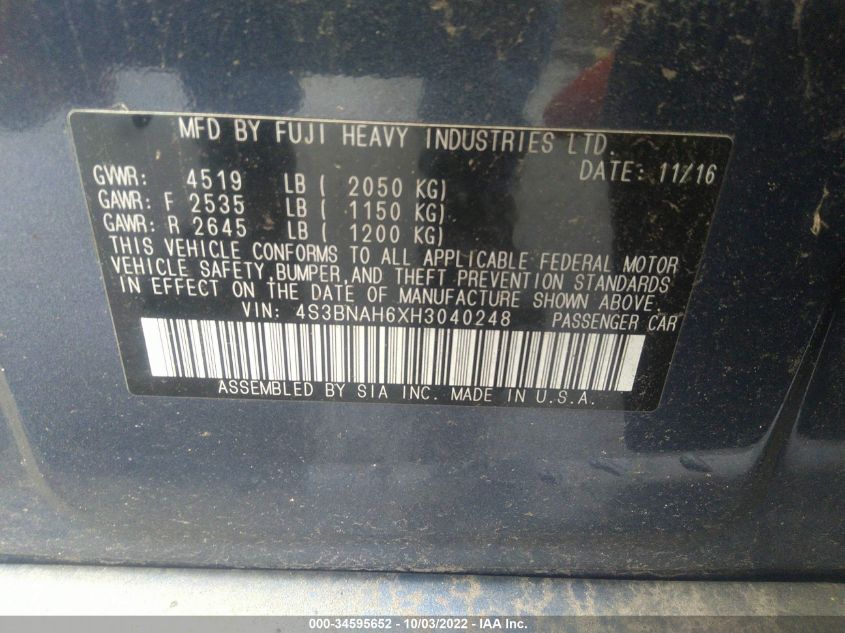 MFD BY FUJI HEAVY INDUSTRIES LTD.
DATE: 11/16
GVWR: 4519 LB ( 2050 KG)
GAWR: F 2535 LB ( 1150 KG)
GAWR: R 2645 LB ( 1200 KG)
THIS VEHICLE CONFORMS TO ALL APPLICABLE FEDERAL MOTOR
VEHICLE SAFETY, BUMPER, AND THEFT PREVENTION STANDARDS
IN EFFECT ON THE DATE OF MANUFACTURE SHOWN ABOVE.
VIN: 4S3BNAH6XH3040248 PASSENGER CAR
ASSEMBLED BY SIA INC. MADE IN U.S.A.
000-34595652 - 10/03/2022 - IAA Inc.